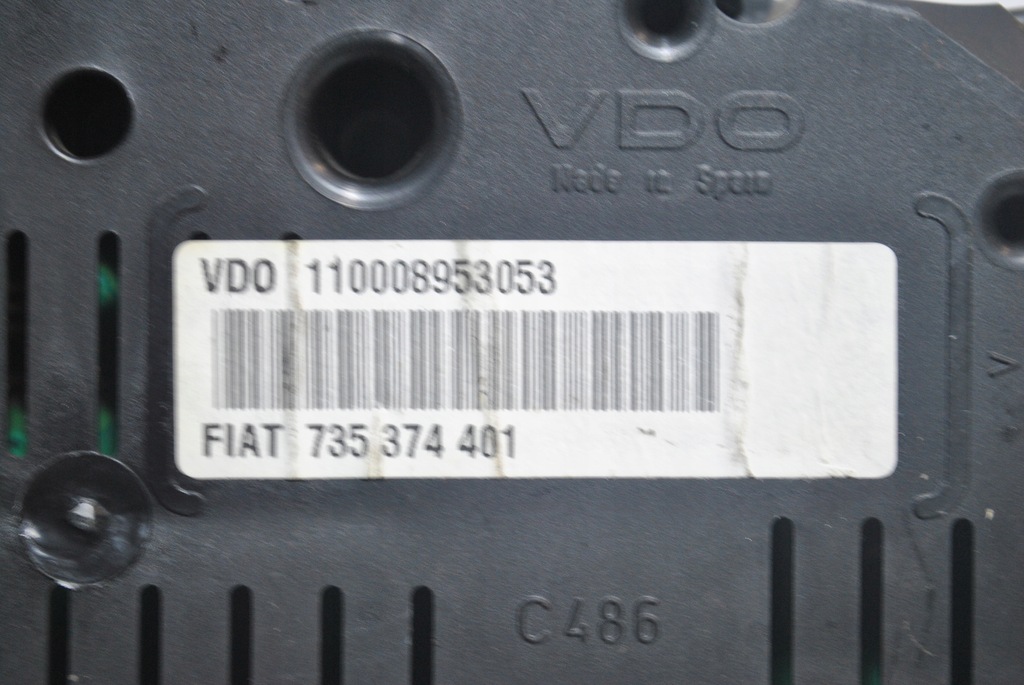 VDO
Made in Spain
VDO 110008953053
FIAT 735 374 401
C486